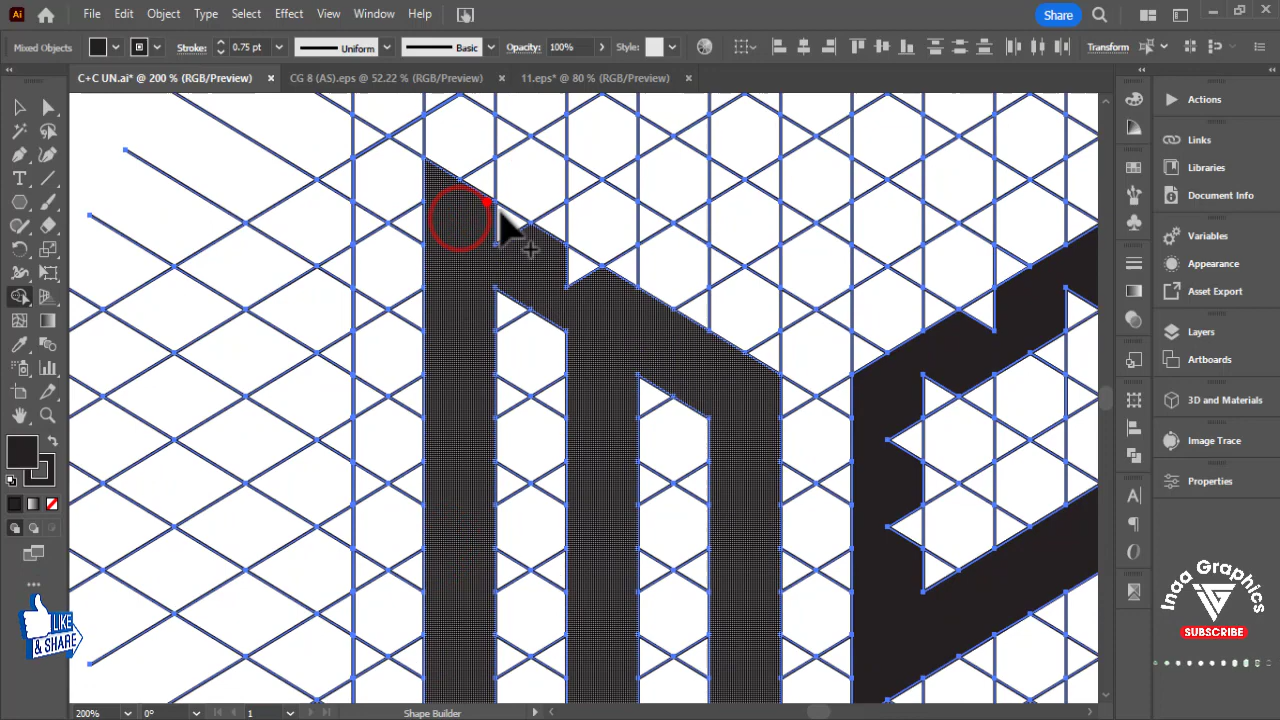 Ai File Edit Object Type Select Effect View Window Help Share
Mixed Objects Stroke: 0.75 pt Uniform Basic Opacity: 100% Style: Transform
C+C UN.ai* @ 200 % (RGB/Preview) × CG 8 (AS).eps @ 52.22 % (RGB/Preview) × 11.eps* @ 80 % (RGB/Preview) ×
Actions
Links
Libraries
Document Info
Variables
Appearance
Asset Export
Layers
Artboards
3D and Materials
Image Trace
Properties
Inaa Graphics
SUBSCRIBE
LIKE
& SHARE
200% 0° 1 Shape Builder